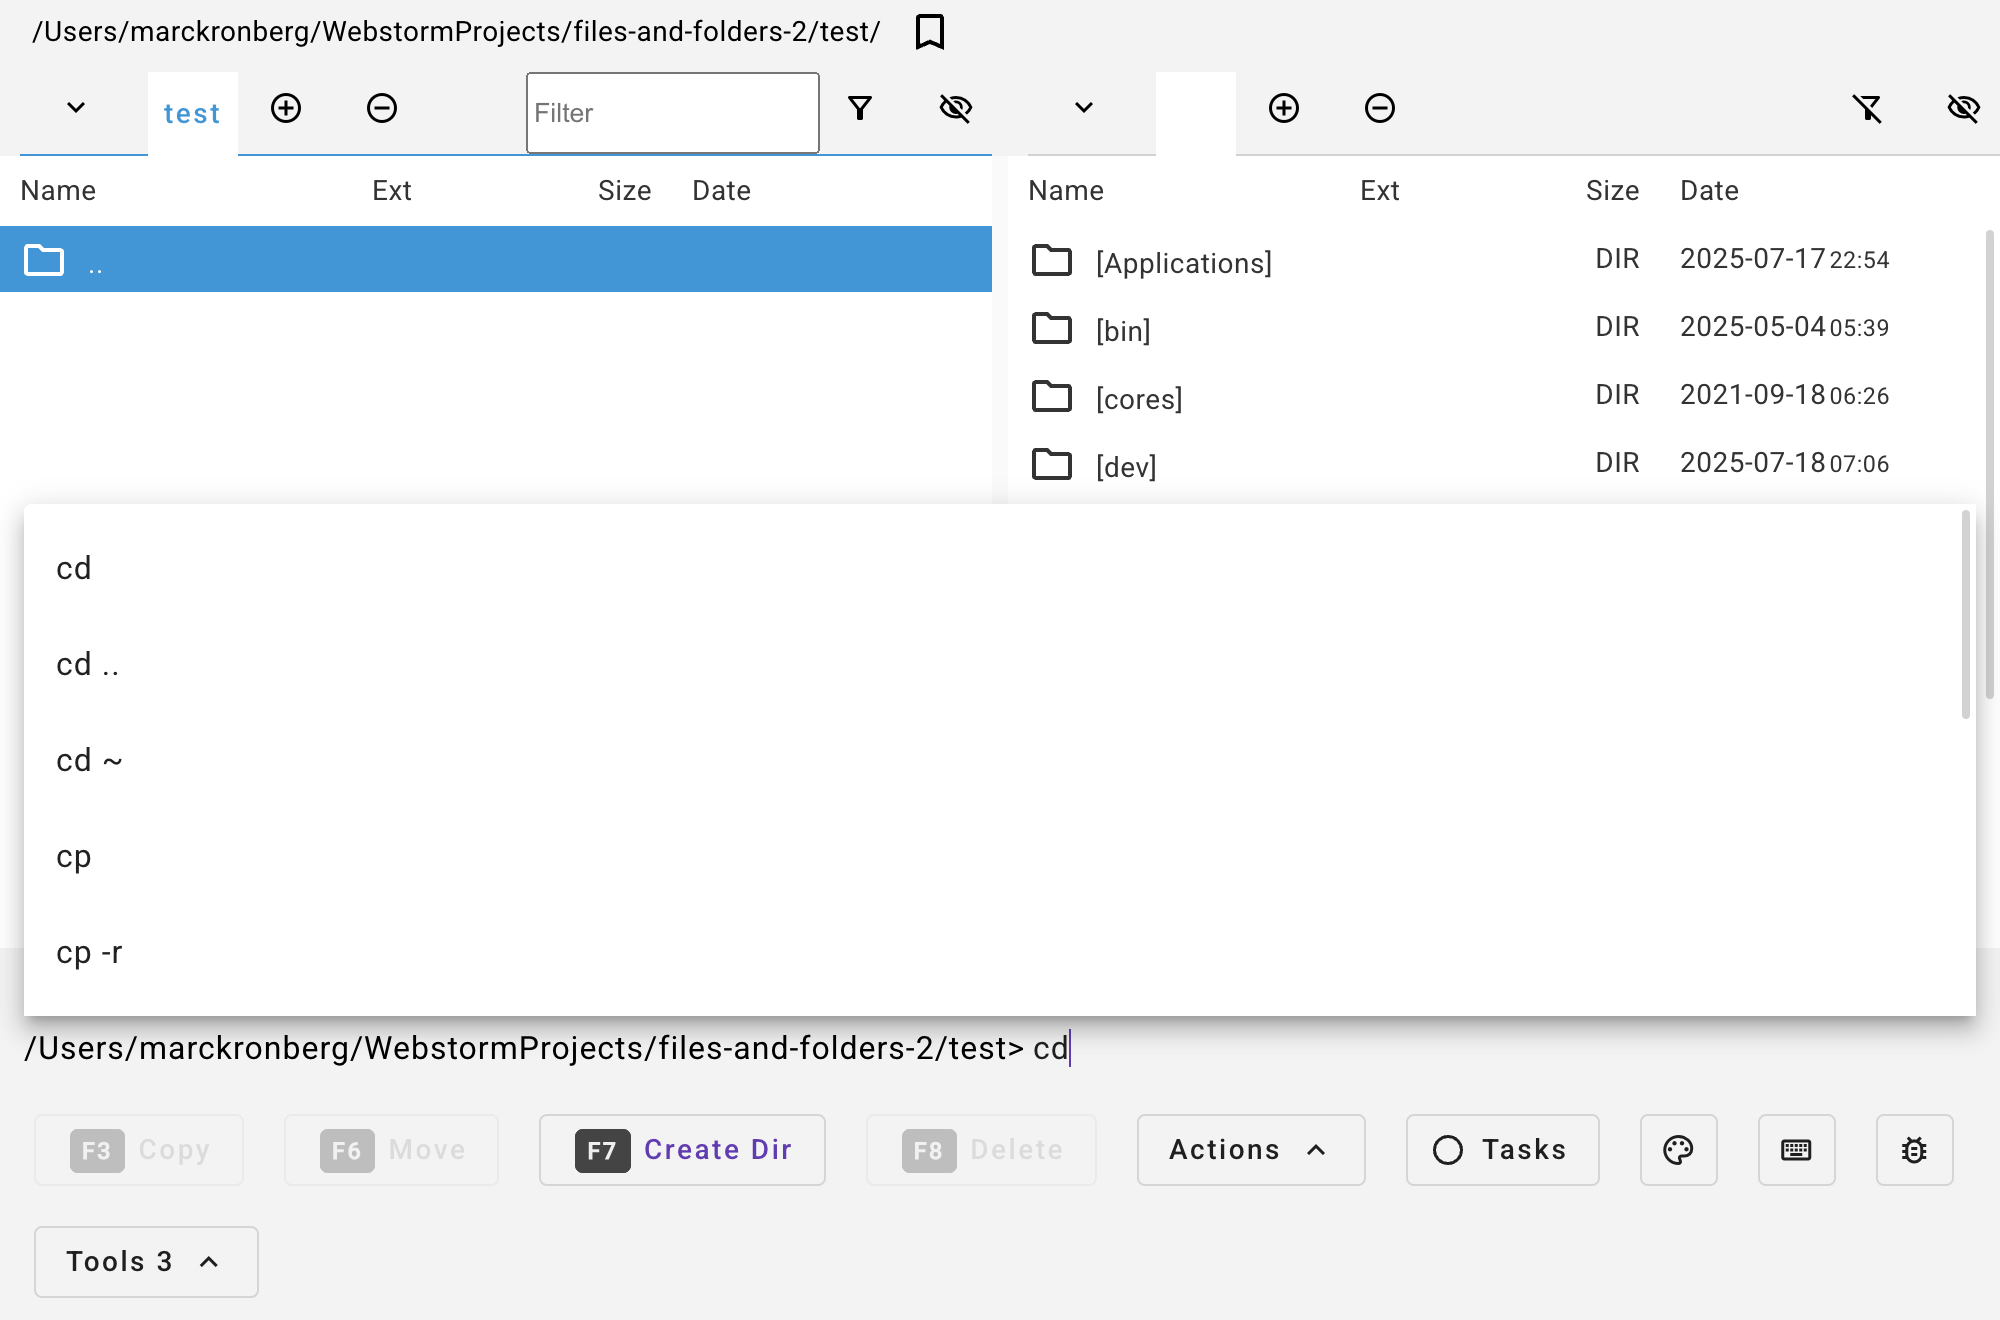 /Users/marckronberg/WebstormProjects/files-and-folders-2/test/
test
Filter
Name Ext Size Date
..
Name Ext Size Date
[Applications] DIR 2025-07-17 22:54
[bin] DIR 2025-05-04 05:39
[cores] DIR 2021-09-18 06:26
[dev] DIR 2025-07-18 07:06
cd
cd ..
cd ~
cp
cp -r
/Users/marckronberg/WebstormProjects/files-and-folders-2/test> cd
F3 Copy F6 Move F7 Create Dir F8 Delete Actions Tasks
Tools 3